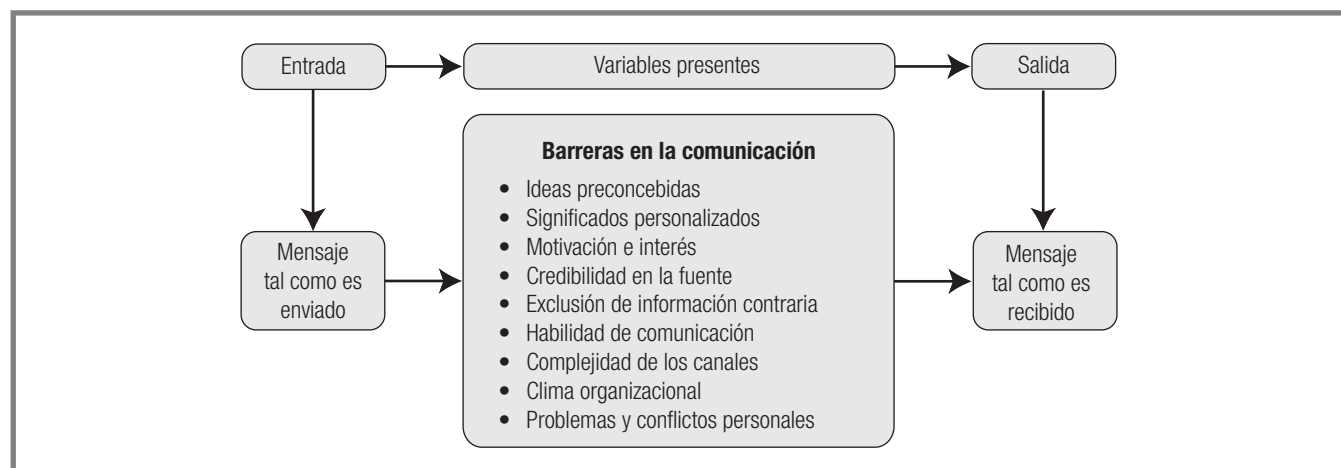 Entrada
Variables presentes
Salida
Barreras en la comunicación
• Ideas preconcebidas
• Significados personalizados
• Motivación e interés
• Credibilidad en la fuente
• Exclusión de información contraria
• Habilidad de comunicación
• Complejidad de los canales
• Clima organizacional
• Problemas y conflictos personales
Mensaje
tal como es
enviado
Mensaje
tal como es
recibido